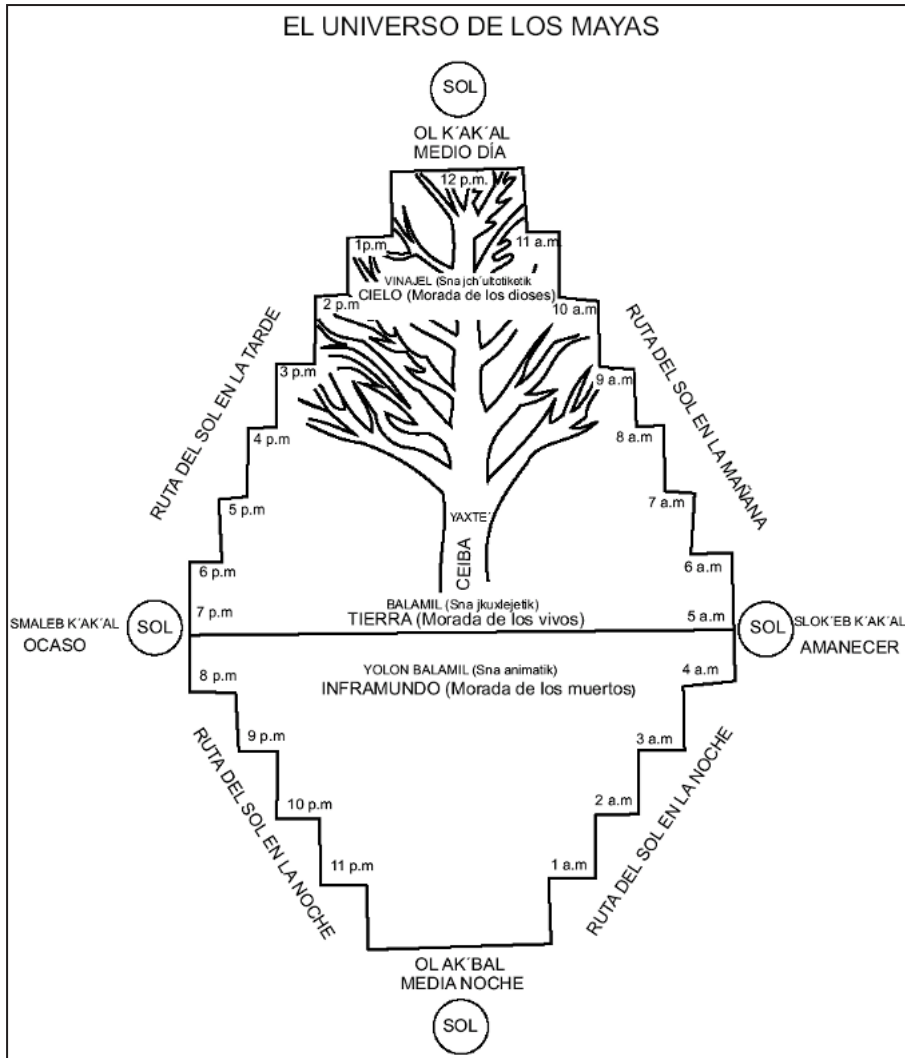 EL UNIVERSO DE LOS MAYAS
SOL
OL K´AK´AL
MEDIO DÍA
12 p.m.
1p.m
11 a.m
VINAJEL (Sna jch´ultotiketik
CIELO (Morada de los dioses)
2 p.m
10 a.m
RUTA DEL SOL EN LA TARDE
RUTA DEL SOL EN LA MAÑANA
3 p.m
9 a.m
4 p.m
8 a.m
5 p.m
7 a.m
YAXTE´
CEIBA
6 p.m
6 a.m
7 p.m
5 a.m
BALAMIL (Sna jkuxlejetik)
TIERRA (Morada de los vivos)
SMALEB K´AK´AL
OCASO
SOL
SOL
SLOK´EB K´AK´AL
AMANECER
8 p.m
4 a.m
YOLON BALAMIL (Sna animatik)
INFRAMUNDO (Morada de los muertos)
9 p.m
3 a.m
RUTA DEL SOL EN LA NOCHE
RUTA DEL SOL EN LA NOCHE
10 p.m
2 a.m
11 p.m
1 a.m
OL AK´BAL
MEDIA NOCHE
SOL